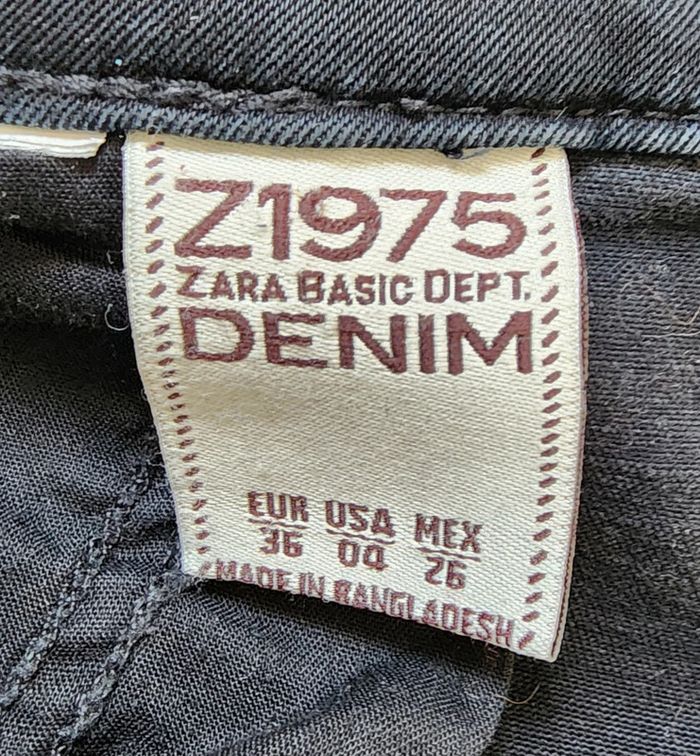 Z1975
ZARA BASIC DEPT.
DENIM
EUR USA MEX
36 04 26
MADE IN BANGLADESH